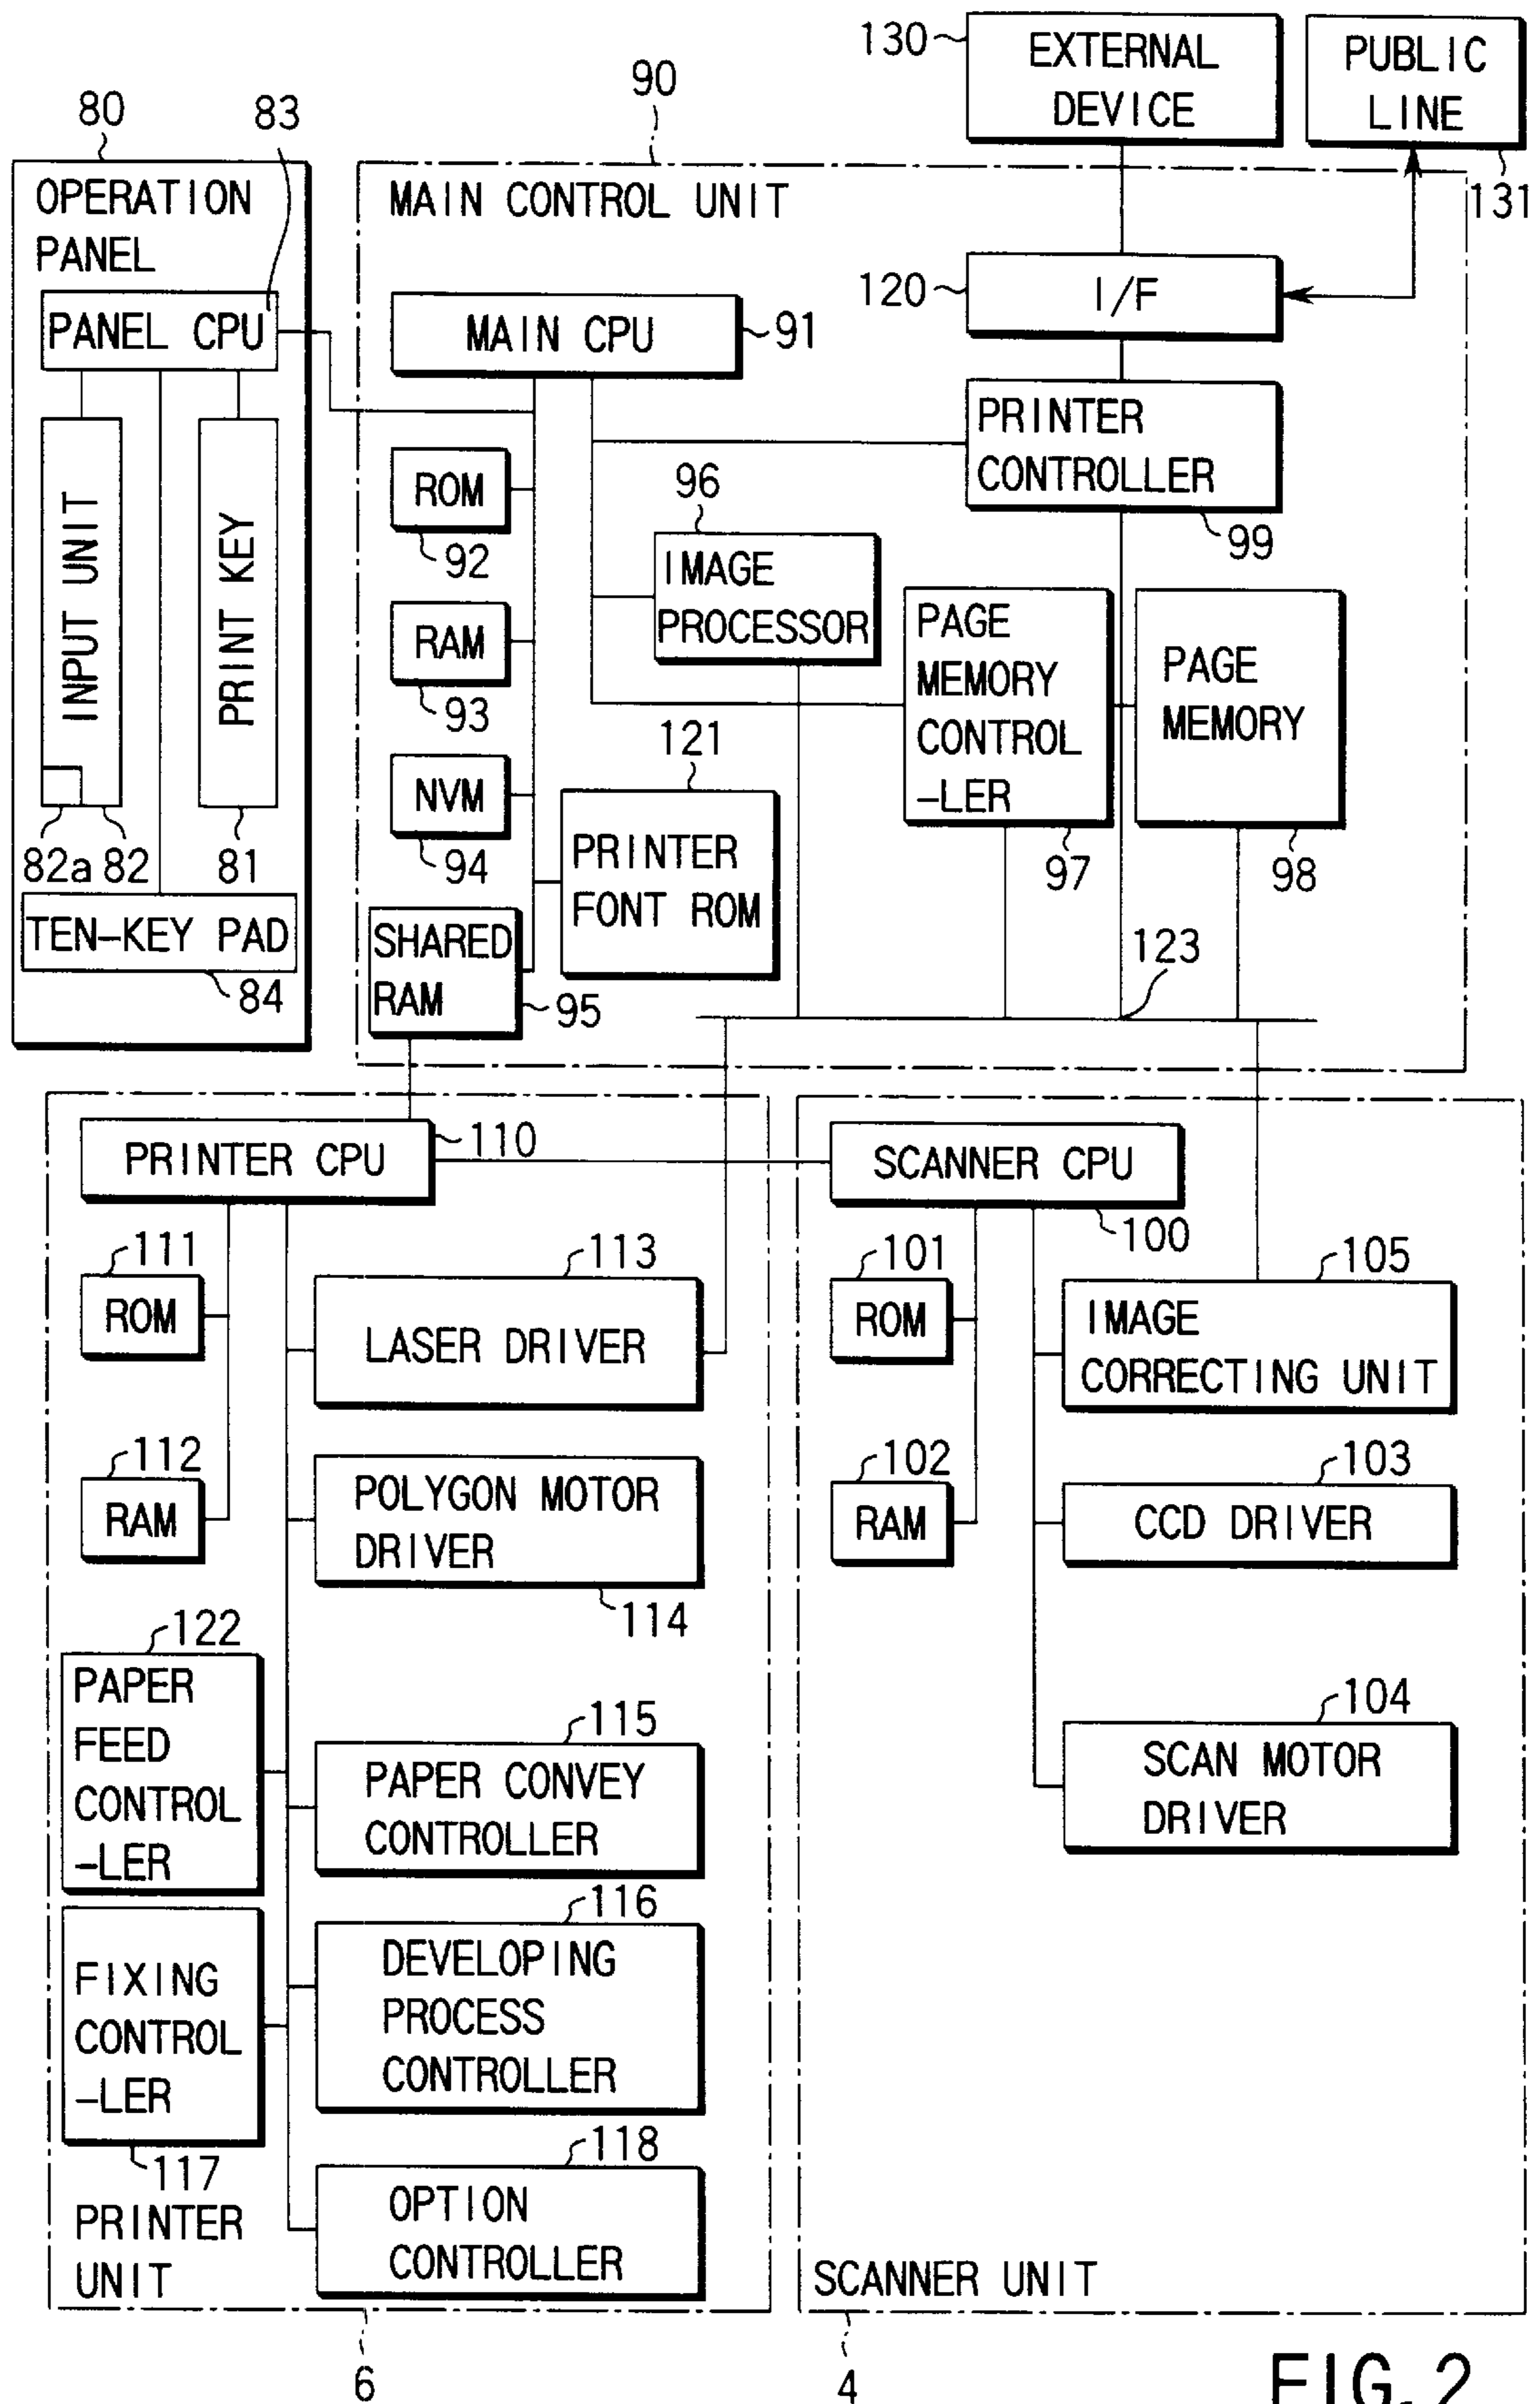 130
EXTERNAL
DEVICE
PUBLIC
LINE
131
90
80
83
OPERATION
PANEL
PANEL CPU
INPUT UNIT
PRINT KEY
82a
82
81
TEN-KEY PAD
84
MAIN CONTROL UNIT
120
I/F
MAIN CPU
91
PRINTER
CONTROLLER
99
ROM
92
96
IMAGE
PROCESSOR
RAM
93
PAGE
MEMORY
CONTROL
-LER
97
PAGE
MEMORY
98
NVM
94
121
PRINTER
FONT ROM
SHARED
RAM
95
123
PRINTER CPU
110
SCANNER CPU
100
111
ROM
113
LASER DRIVER
101
ROM
105
IMAGE
CORRECTING UNIT
112
RAM
POLYGON MOTOR
DRIVER
114
102
RAM
103
CCD DRIVER
122
PAPER
FEED
CONTROL
-LER
115
PAPER CONVEY
CONTROLLER
104
SCAN MOTOR
DRIVER
FIXING
CONTROL
-LER
117
116
DEVELOPING
PROCESS
CONTROLLER
118
OPTION
CONTROLLER
PRINTER
UNIT
SCANNER UNIT
6
4
FIG. 2